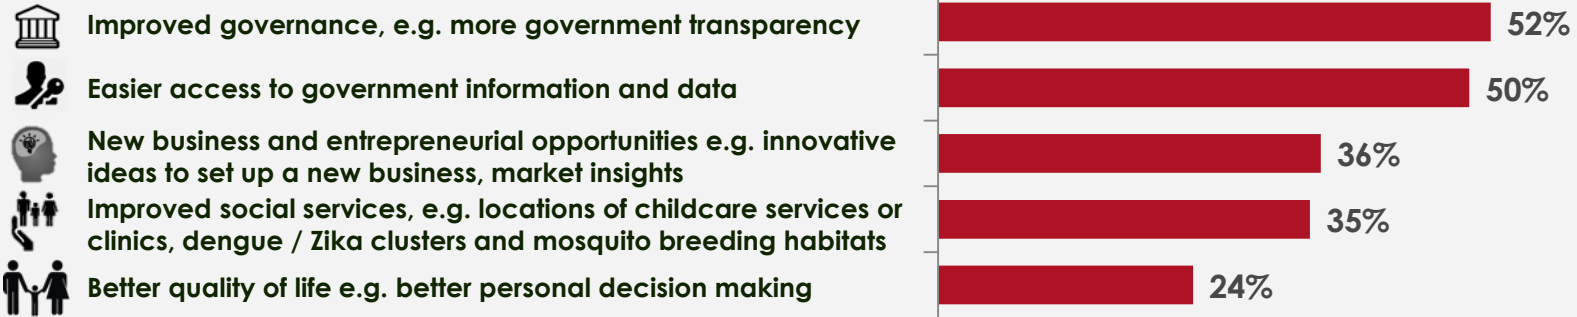 Improved governance, e.g. more government transparency
52%
Easier access to government information and data
50%
New business and entrepreneurial opportunities e.g. innovative
ideas to set up a new business, market insights
36%
Improved social services, e.g. locations of childcare services or
clinics, dengue / Zika clusters and mosquito breeding habitats
35%
Better quality of life e.g. better personal decision making
24%